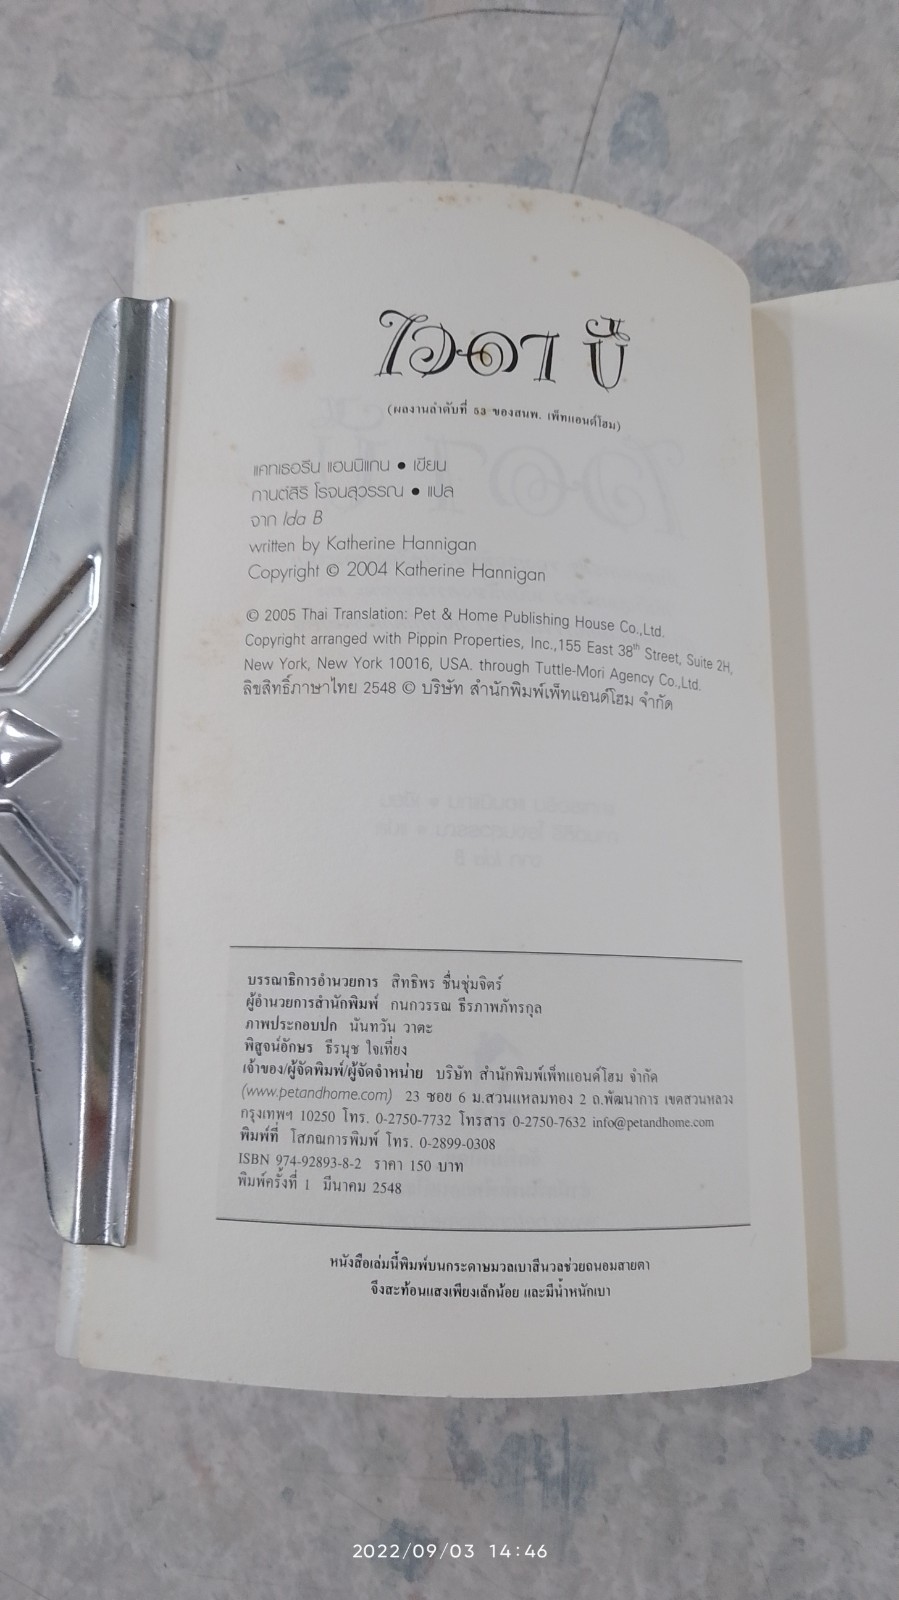 ไอดา บี
(ผลงานลำดับที่ 53 ของสนพ. เพ็ทแอนด์โฮม)
แคทเธอรีน แฮนนิแกน ● เขียน
กานต์สิริ โรจนสุวรรณ ● แปล
จาก Ida B
written by Katherine Hannigan
Copyright © 2004 Katherine Hannigan
© 2005 Thai Translation: Pet & Home Publishing House Co.,Ltd.
Copyright arranged with Pippin Properties, Inc.,155 East 38th Street, Suite 2H,
New York, New York 10016, USA. through Tuttle-Mori Agency Co.,Ltd.
ลิขสิทธิ์ภาษาไทย 2548 © บริษัท สำนักพิมพ์เพ็ทแอนด์โฮม จำกัด
บรรณาธิการอำนวยการ สิทธิพร ชื่นชุ่มจิตร์
ผู้อำนวยการสำนักพิมพ์ กนกวรรณ ธีรภาพภัทรกุล
ภาพประกอบปก นันทวัน วาตะ
พิสูจน์อักษร ธีรนุช ใจเที่ยง
เจ้าของ/ผู้จัดพิมพ์/ผู้จัดจำหน่าย บริษัท สำนักพิมพ์เพ็ทแอนด์โฮม จำกัด
(www.petandhome.com) 23 ซอย 6 ม.สวนแหลมทอง 2 ถ.พัฒนาการ เขตสวนหลวง
กรุงเทพฯ 10250 โทร. 0-2750-7732 โทรสาร 0-2750-7632 info@petandhome.com
พิมพ์ที่ โสภณการพิมพ์ โทร. 0-2899-0308
ISBN 974-92893-8-2 ราคา 150 บาท
พิมพ์ครั้งที่ 1 มีนาคม 2548
หนังสือเล่มนี้พิมพ์บนกระดาษมวลเบาสีนวลช่วยถนอมสายตา
จึงสะท้อนแสงเพียงเล็กน้อย และมีน้ำหนักเบา
2022/09/03 14:46